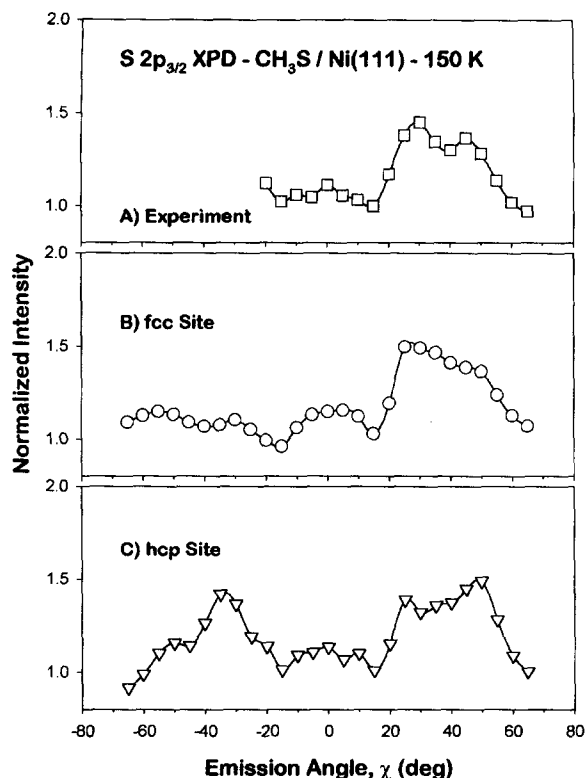 2.0
S 2p3/2 XPD - CH3S / Ni(111) - 150 K
1.5
1.0
A) Experiment
2.0
B) fcc Site
1.5
1.0
2.0
C) hcp Site
1.5
1.0
Normalized Intensity
-80 -60 -40 -20 0 20 40 60 80
Emission Angle, χ (deg)